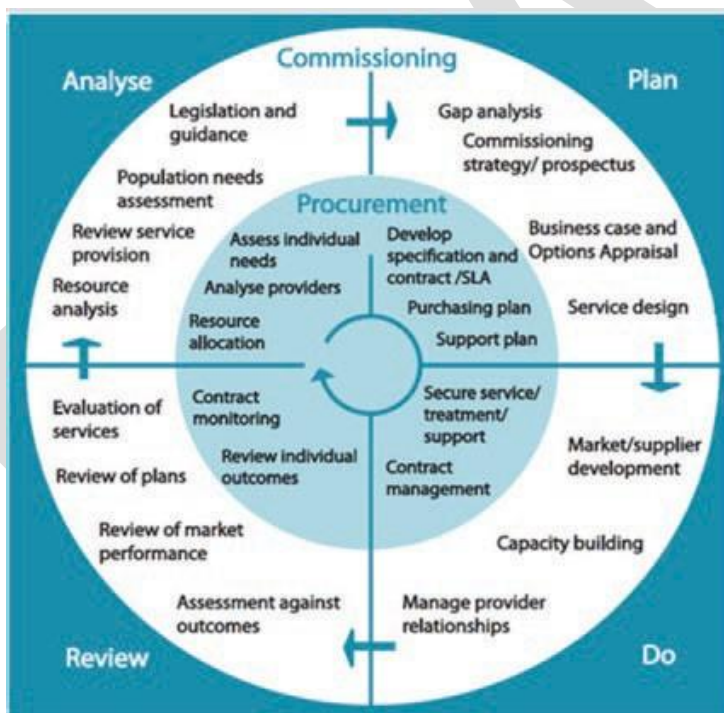 Commissioning
Analyse
Plan
Legislation and
guidance
Population needs
assessment
Review service
provision
Resource
analysis
Gap analysis
Commissioning
strategy/ prospectus
Business case and
Options Appraisal
Service design
Procurement
Assess individual
needs
Analyse providers
Resource
allocation
Develop
specification and
contract /SLA
Purchasing plan
Support plan
Contract
monitoring
Review individual
outcomes
Secure service/
treatment/
support
Contract
management
Evaluation of
services
Review of plans
Review of market
performance
Assessment against
outcomes
Market/supplier
development
Capacity building
Manage provider
relationships
Review
Do